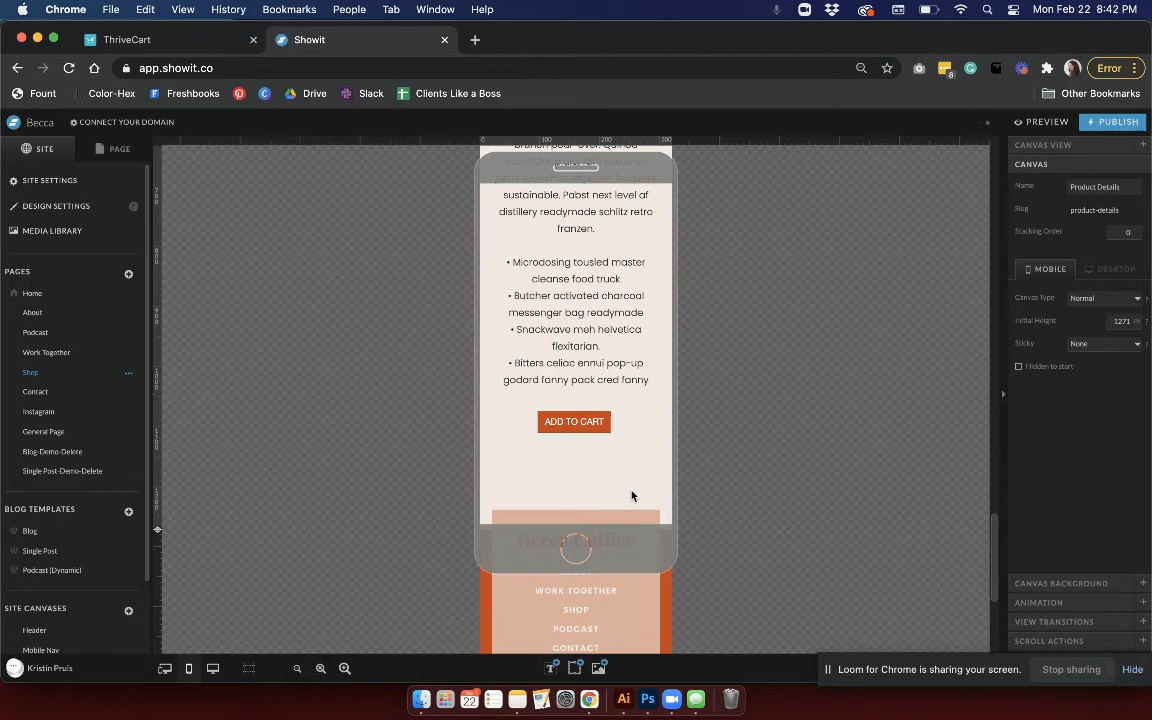 Chrome File Edit View History Bookmarks People Tab Window Help Mon Feb 22 8:42 PM
ThriveCart Showit
app.showit.co Error
Fount Color-Hex Freshbooks Drive Slack Clients Like a Boss Other Bookmarks
Becca CONNECT YOUR DOMAIN PREVIEW PUBLISH
SITE PAGE
SITE SETTINGS
DESIGN SETTINGS
MEDIA LIBRARY
PAGES
Home
About
Podcast
Work Together
Shop
Contact
Instagram
General Page
Blog-Demo-Delete
Single Post-Demo-Delete
BLOG TEMPLATES
Blog
Single Post
Podcast (Dynamic)
SITE CANVASES
Header
Mobile Nav
Kristin Pruis
0 100 200 300
sustainable. Pabst next level af
distillery readymade schlitz retro
franzen.
• Microdosing tousled master
cleanse food truck
• Butcher activated charcoal
messenger bag readymade
• Snackwave meh helvetica
flexitarian.
• Bitters celiac ennui pop-up
godard fanny pack cred fanny
ADD TO CART
WORK TOGETHER
SHOP
PODCAST
CONTACT
CANVAS VIEW
CANVAS
Name Product Details
Slug product-details
Stacking Order 0
MOBILE DESKTOP
Canvas Type Normal
Initial Height 1271
Sticky None
Hidden to start
CANVAS BACKGROUND
ANIMATION
VIEW TRANSITIONS
SCROLL ACTIONS
Loom for Chrome is sharing your screen. Stop sharing Hide